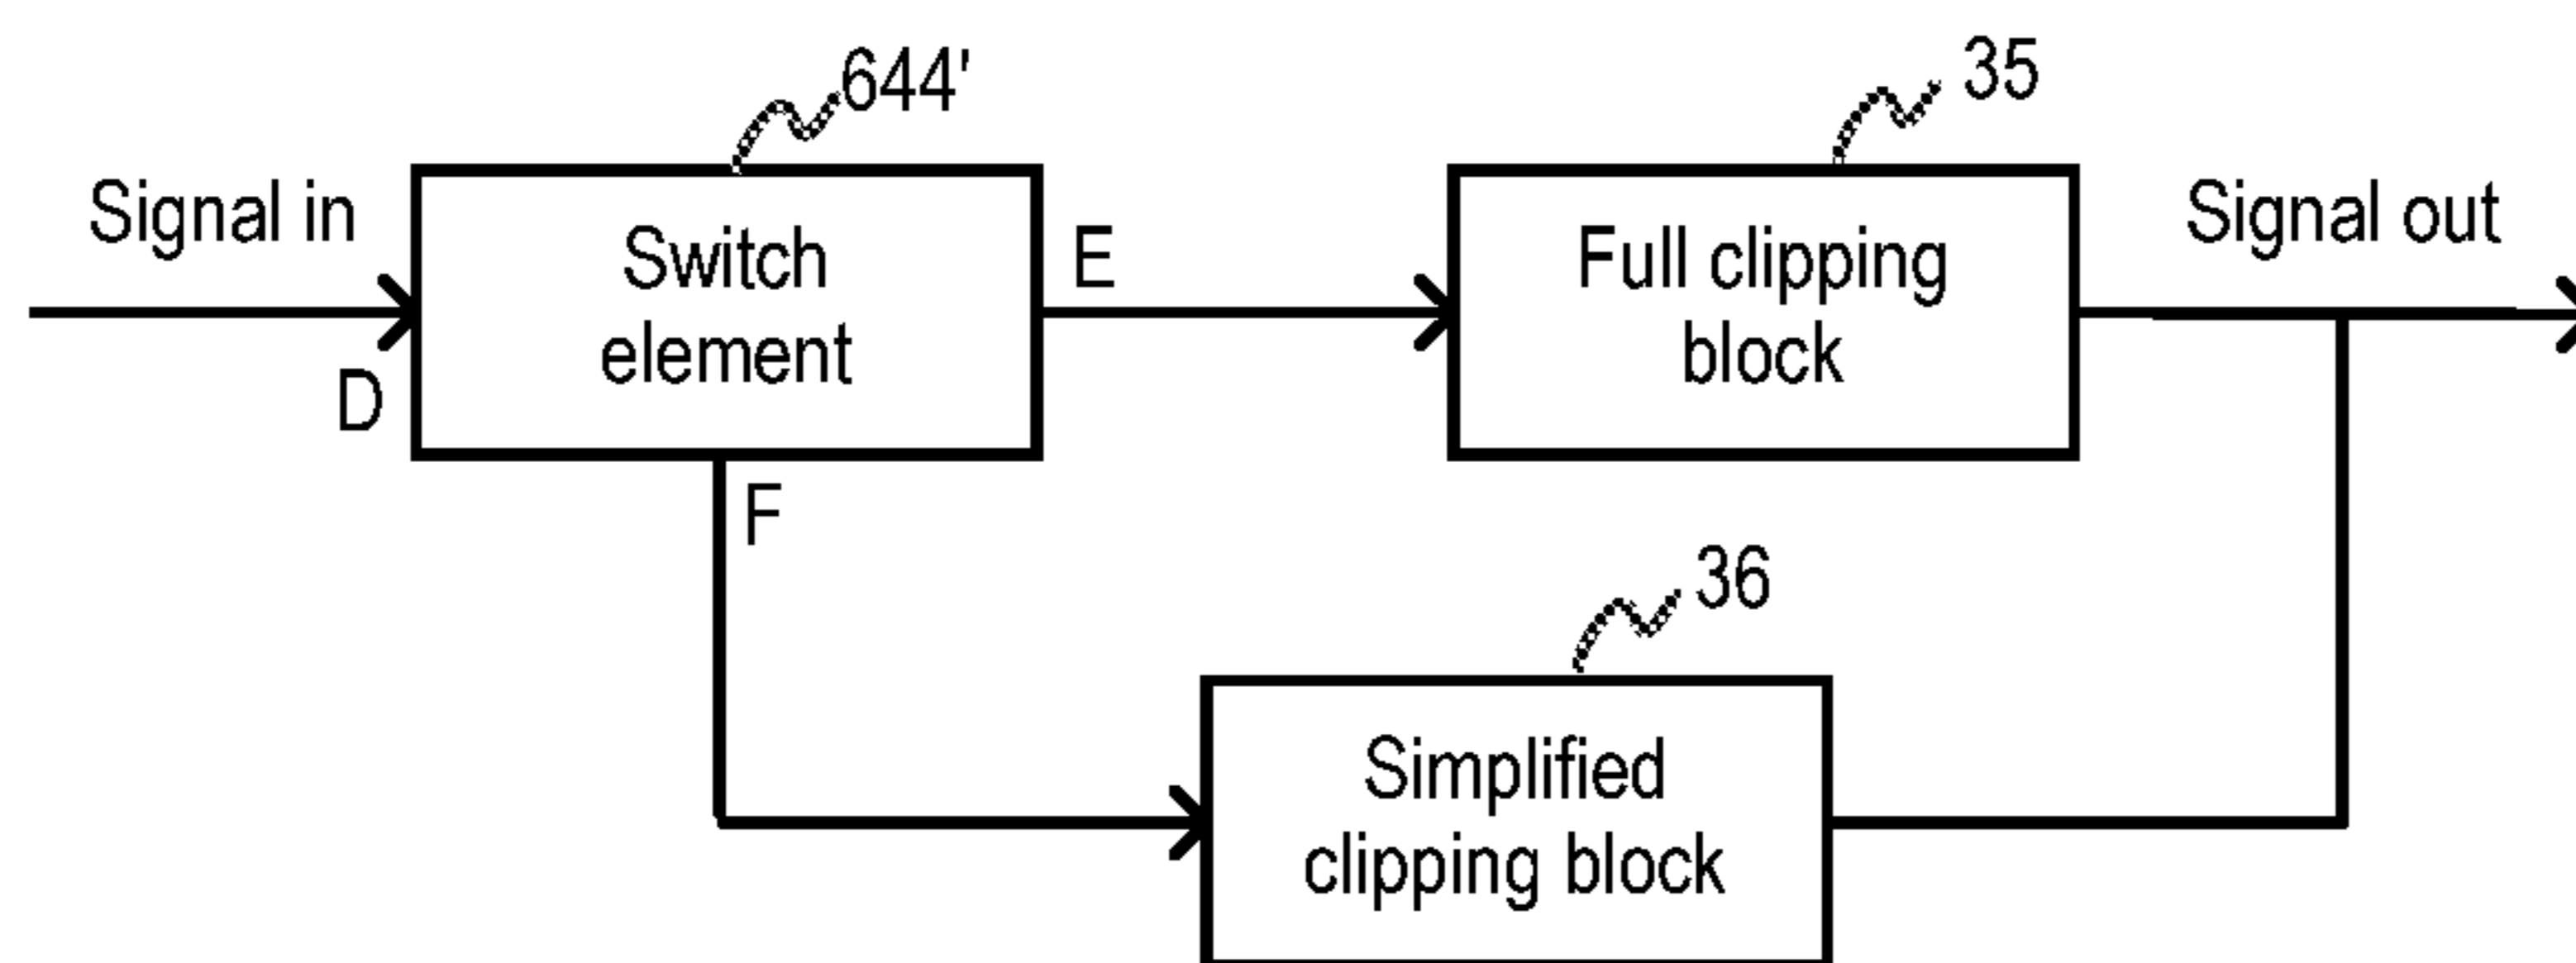 644'
35
Signal in
Switch
element
E
Full clipping
block
Signal out
D
F
36
Simplified
clipping block